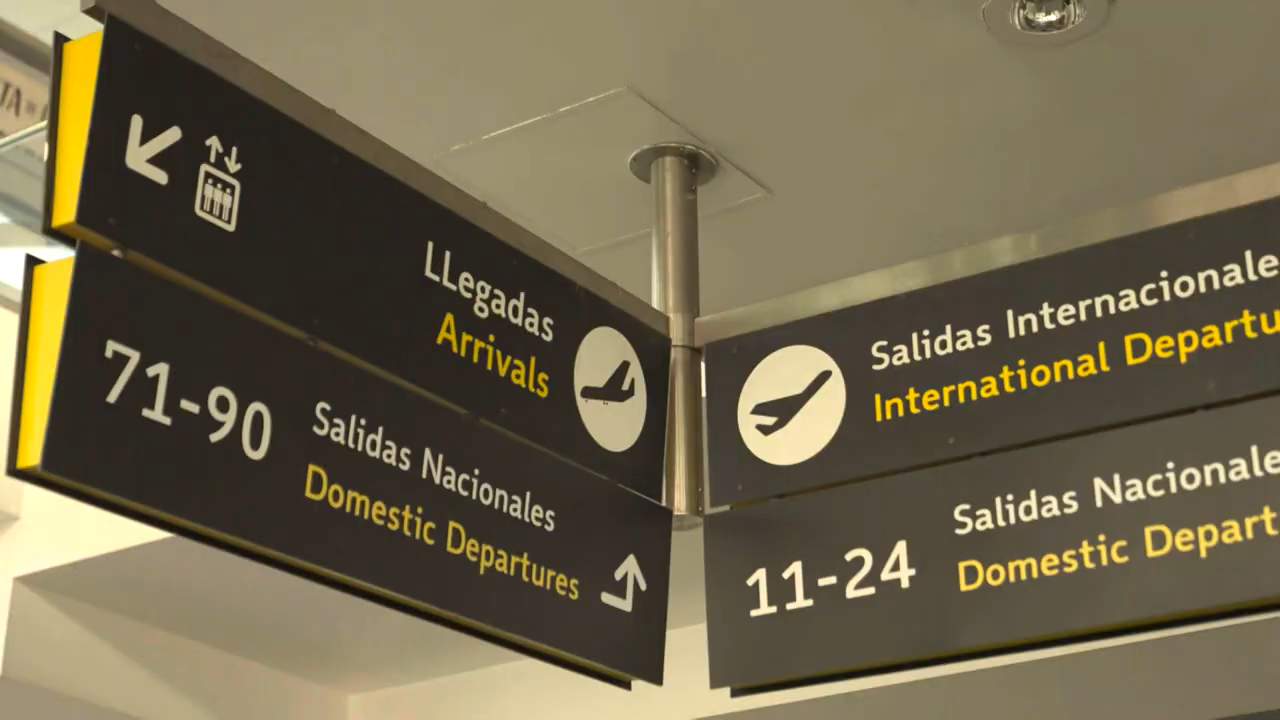 LLegadas
Arrivals
71-90
Salidas Nacionales
Domestic Departures
Salidas Internacionale
International Departu
11-24
Salidas Nacionale
Domestic Depart